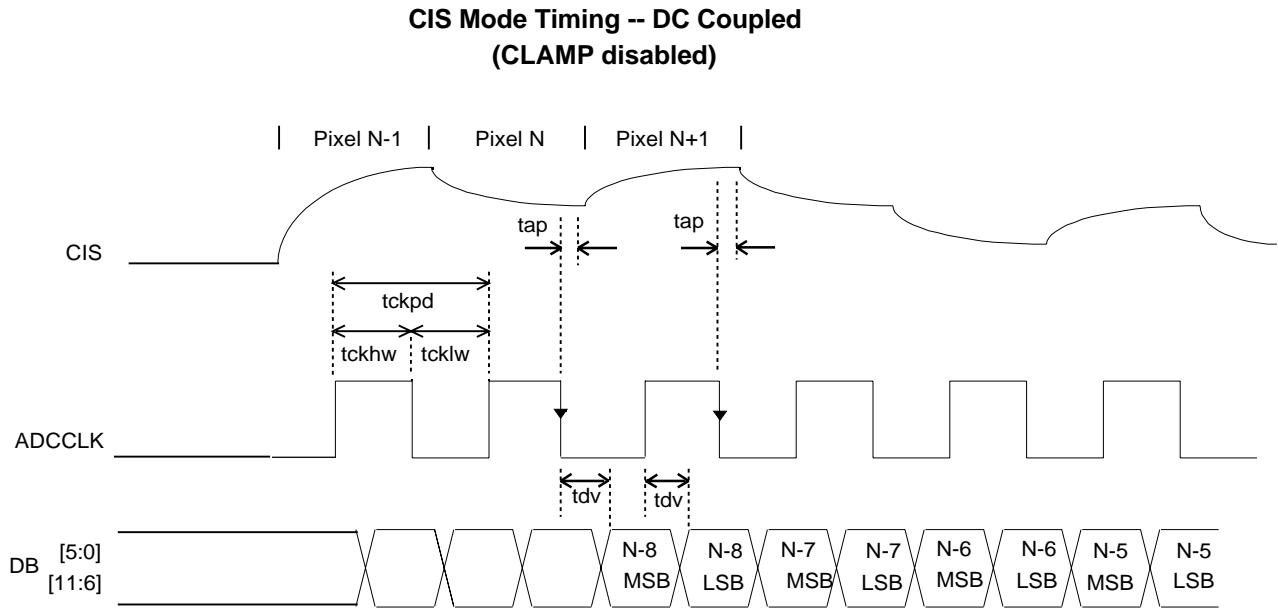 CIS Mode Timing -- DC Coupled
(CLAMP disabled)
| Pixel N-1 | Pixel N | Pixel N+1 |
tap tap
CIS
tckpd
tckhw tcklw
ADCCLK
tdv tdv
DB [5:0] [11:6]
N-8 N-8 N-7 N-7 N-6 N-6 N-5 N-5
MSB LSB MSB LSB MSB LSB MSB LSB